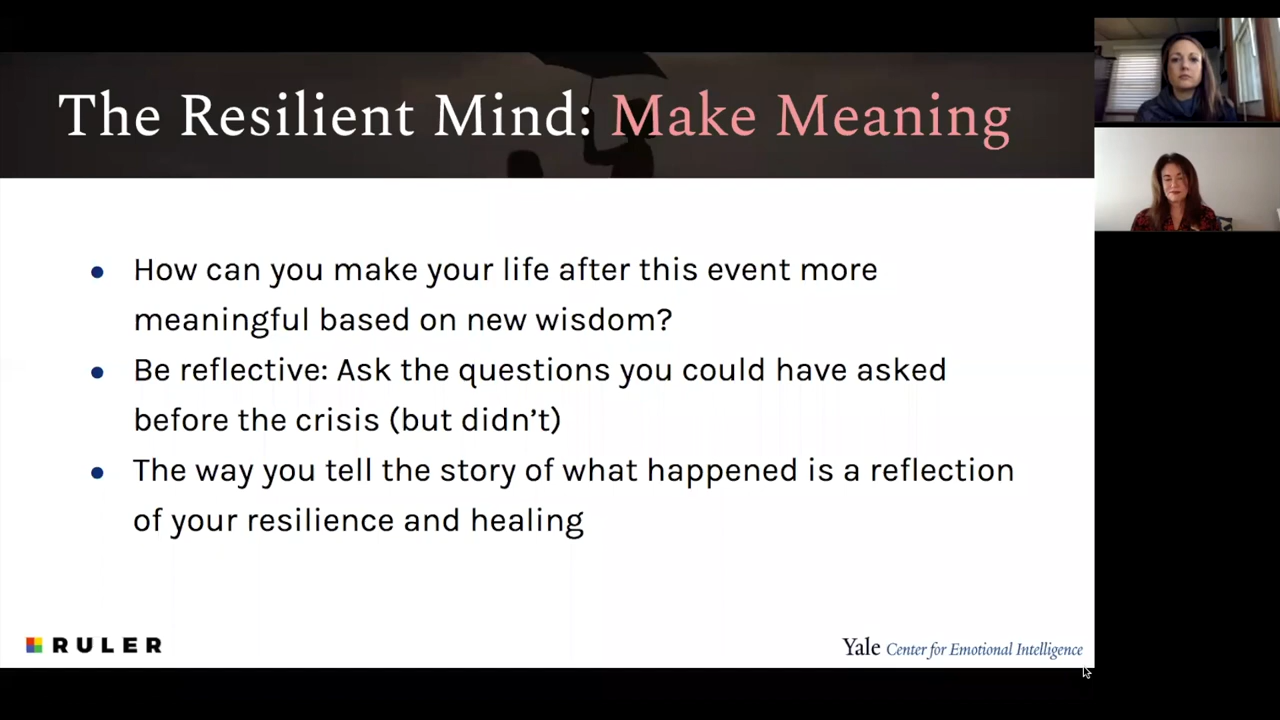 The Resilient Mind: Make Meaning
How can you make your life after this event more
meaningful based on new wisdom?
Be reflective: Ask the questions you could have asked
before the crisis (but didn’t)
The way you tell the story of what happened is a reflection
of your resilience and healing
RULER
Yale Center for Emotional Intelligence